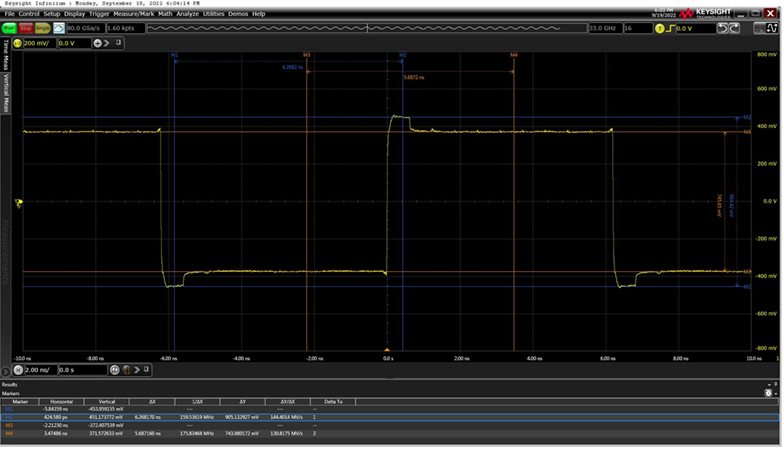 Keysight Infiniium : Monday, September 19, 2022 6:04:14 PM
File Control Setup Display Trigger Measure/Mark Math Analyze Utilities Demos Help
6:05 PM
9/19/2022
KEYSIGHT
TECHNOLOGIES
Run Stop Single 80.0 GSa/s 1.60 kpts 33.0 GHz 16 T 0.0 V
200 mV/ 0.0 V
Time Meas
Vertical Meas
Measurements
M1 M3 M2 M4
6.2682 ns
5.6872 ns
800 mV
600 mV
M2
400 mV
M4
200 mV
0.0 V
-200 mV
M3
-400 mV
M1
-600 mV
-800 mV
-10.0 ns -8.00 ns -6.00 ns -4.00 ns -2.00 ns 0.0 s 2.00 ns 4.00 ns 6.00 ns 8.00 ns 10.0 ns
H 2.00 ns/ 0.0 s
Results
Markers
Marker Horizontal Vertical ΔX 1/ΔX ΔY ΔY/ΔX Delta To
M1 -5.84359 ns -453.959155 mV --- ---
M2 424.580 ps 451.173772 mV 6.268170 ns 159.53619 MHz 905.132927 mV 144.4014 mV/s 1
M3 -2.21230 ns -372.407539 mV --- ---
M4 3.47486 ns 371.572633 mV 5.687160 ns 175.83468 MHz 743.980172 mV 130.8175 MV/s 3